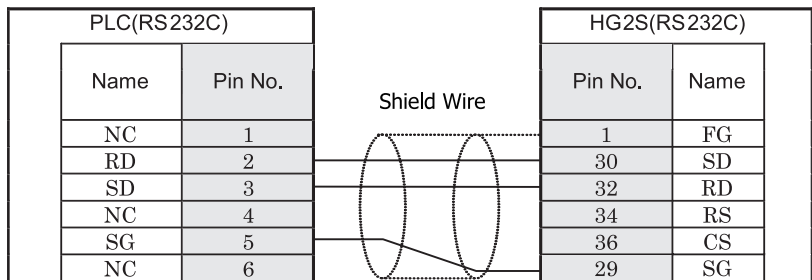 PLC(RS232C) HG2S(RS232C)
Name Pin No. Shield Wire Pin No. Name
NC 1 1 FG
RD 2 30 SD
SD 3 32 RD
NC 4 34 RS
SG 5 36 CS
NC 6 29 SG